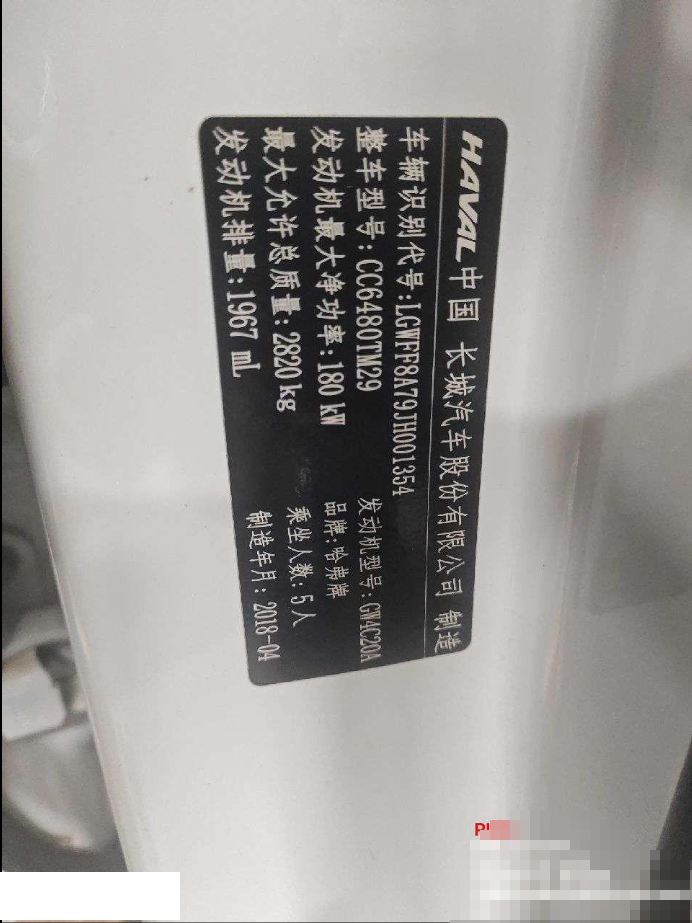 HAVAL 中国 长城汽车股份有限公司 制造
车辆识别代号:LGWFF8A79JH001354
整车型号:CC6480TM29 发动机型号:GW4C20A
发动机最大净功率:180 kW 品牌:哈弗牌
最大允许总质量:2820 kg 乘坐人数:5人
发动机排量:1967 mL 制造年月:2018-04